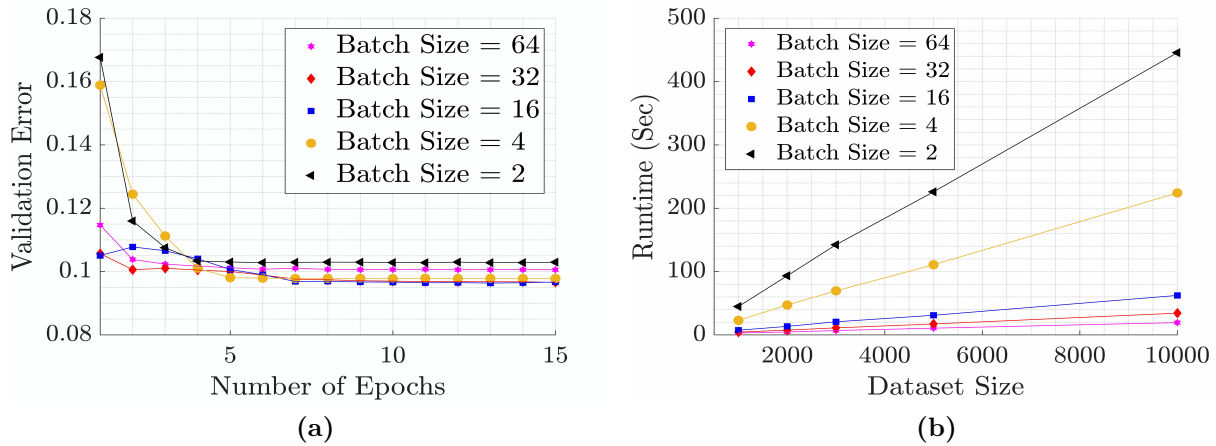 0.18
0.16
0.14
0.12
0.1
0.08
Validation Error
Batch Size = 64
Batch Size = 32
Batch Size = 16
Batch Size = 4
Batch Size = 2
5
10
15
Number of Epochs
(a)
500
400
300
200
100
0
Runtime (Sec)
Batch Size = 64
Batch Size = 32
Batch Size = 16
Batch Size = 4
Batch Size = 2
2000
4000
6000
8000
10000
Dataset Size
(b)